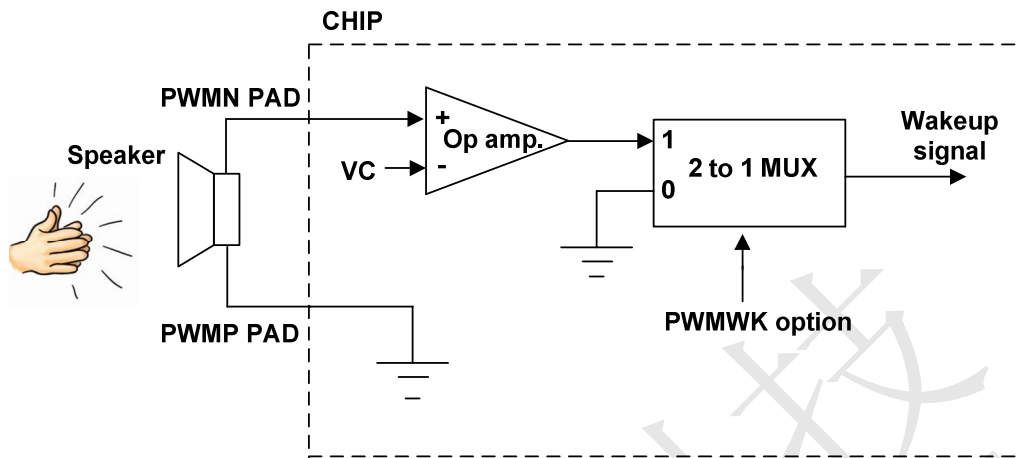 CHIP
PWMN PAD
Speaker
+
Op amp.
VC
-
1
2 to 1 MUX
0
Wakeup
signal
PWMWK option
PWMP PAD